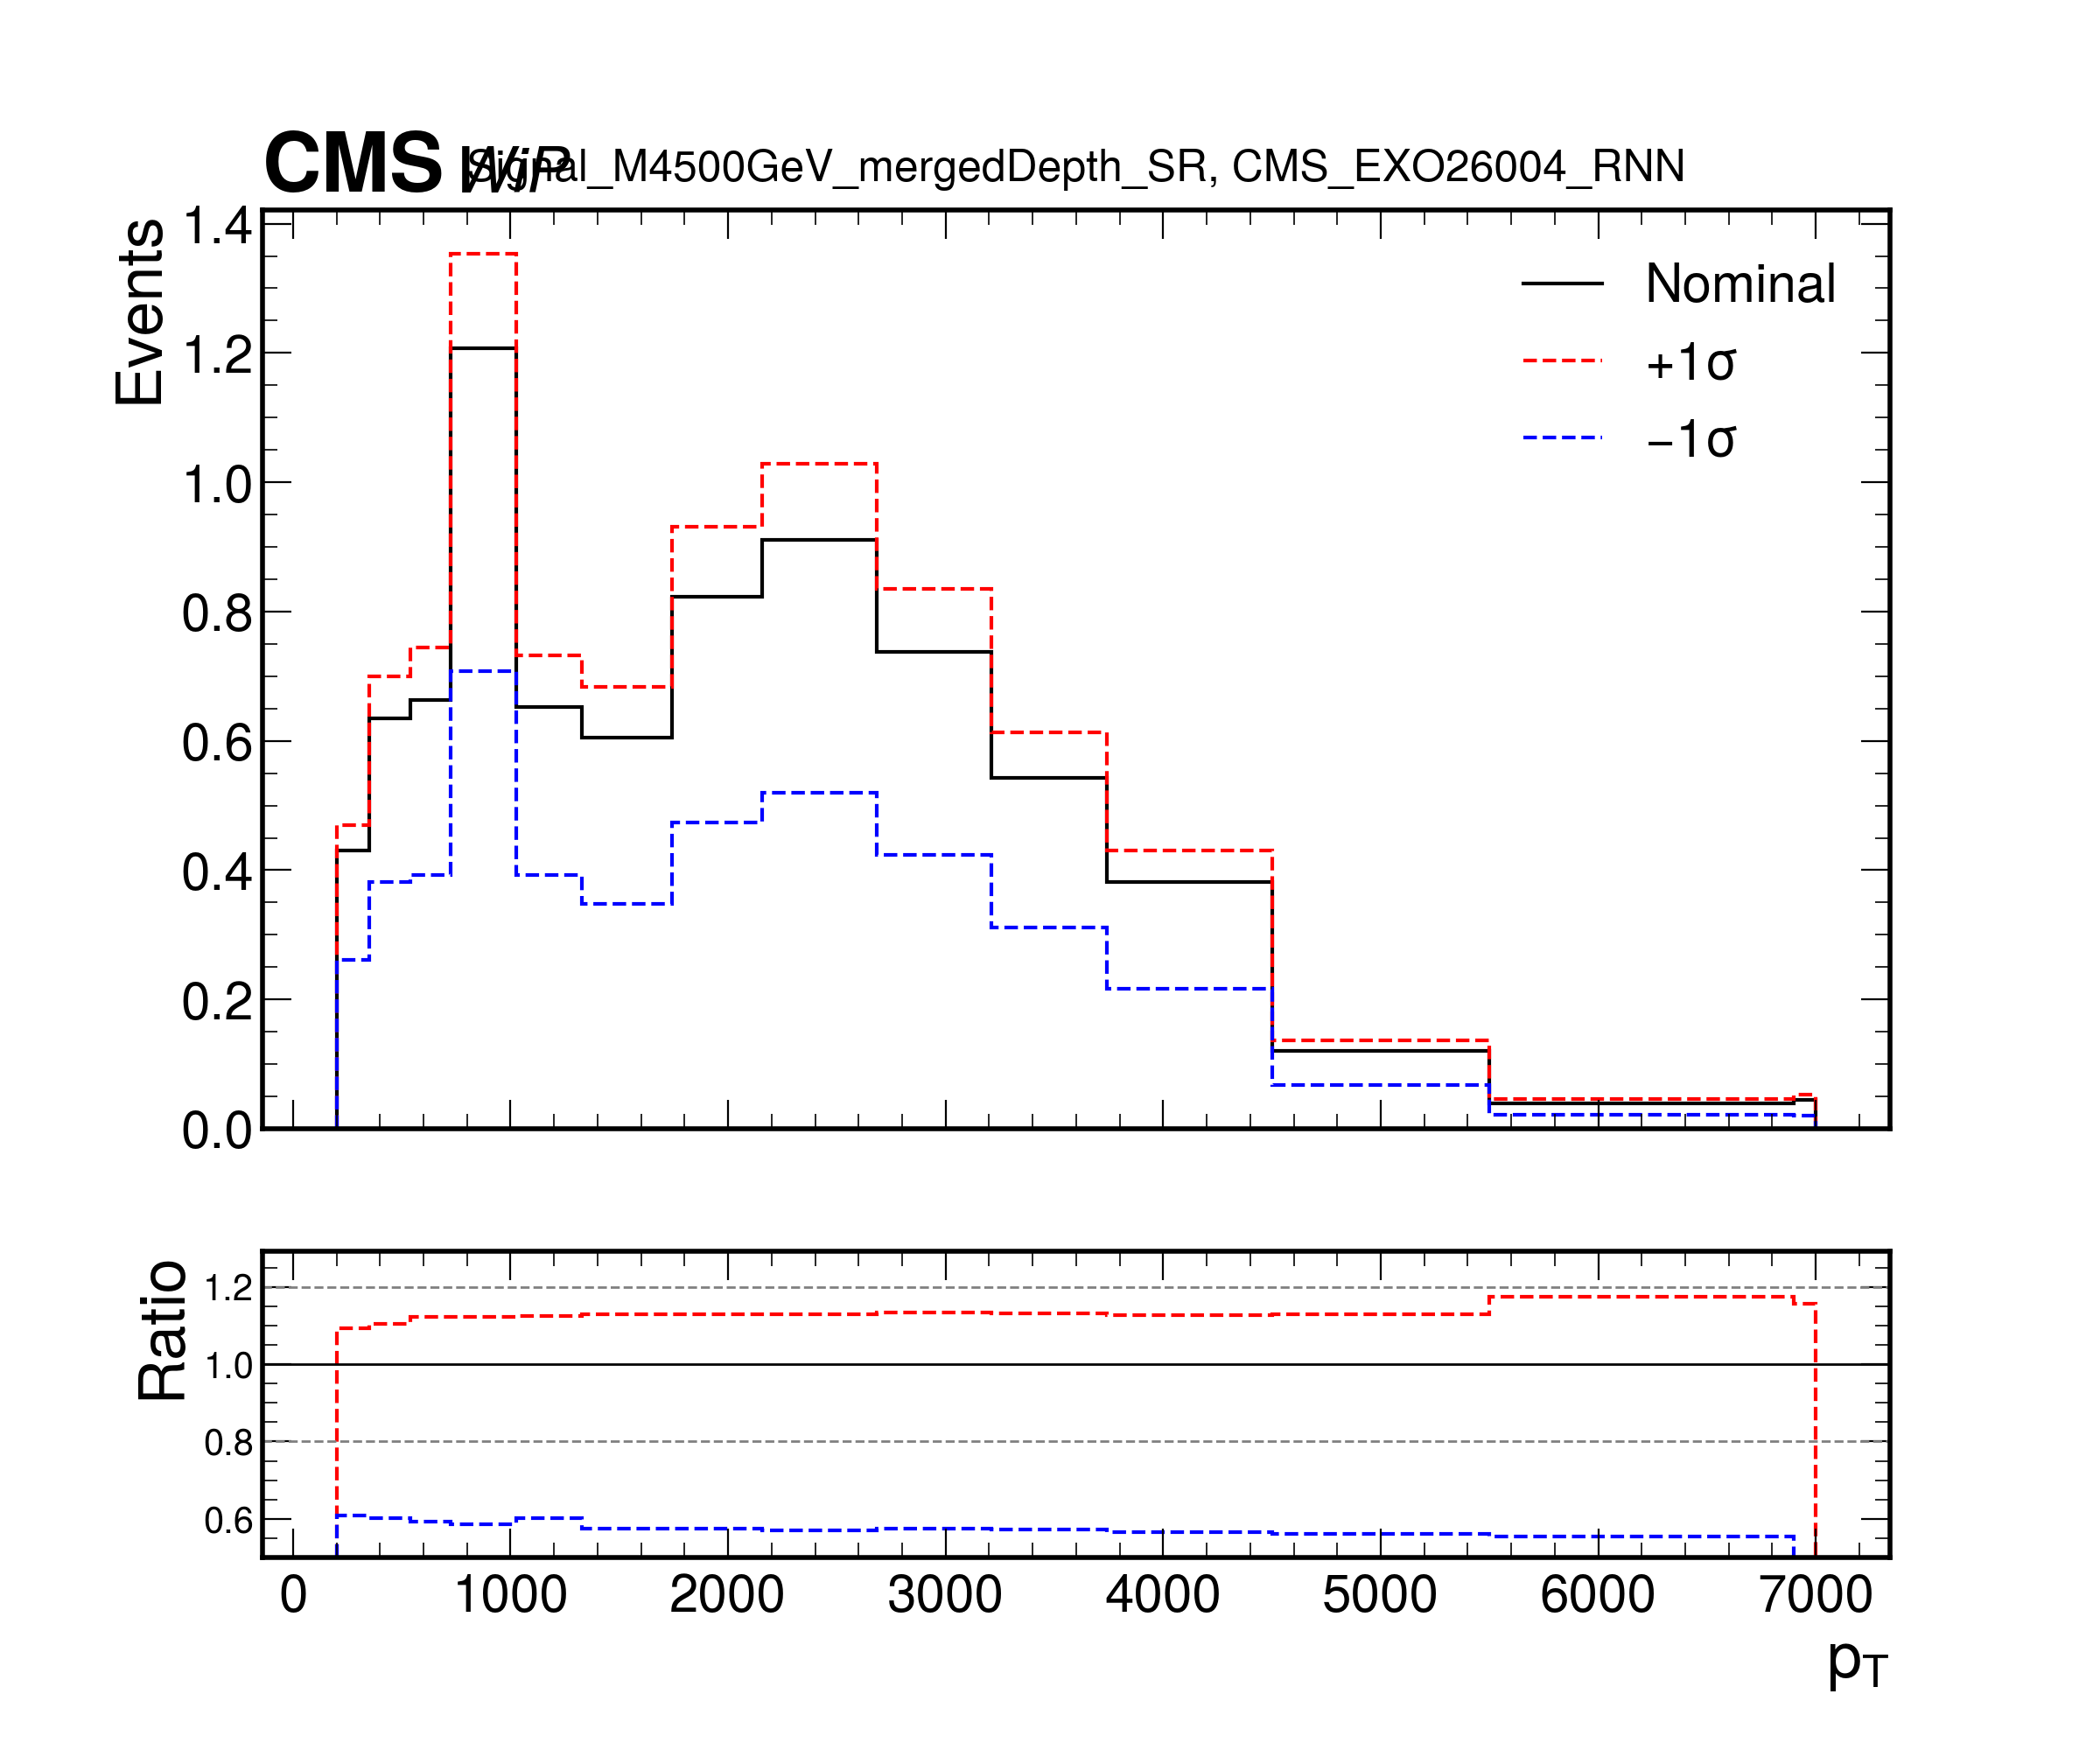 CMS WiP Signal_M4500GeV_mergedDepth_SR, CMS_EXO26004_RNN
Events
1.4
1.2
1.0
0.8
0.6
0.4
0.2
0.0
Nominal
+1σ
−1σ
Ratio
1.2
1.0
0.8
0.6
0 1000 2000 3000 4000 5000 6000 7000
pT